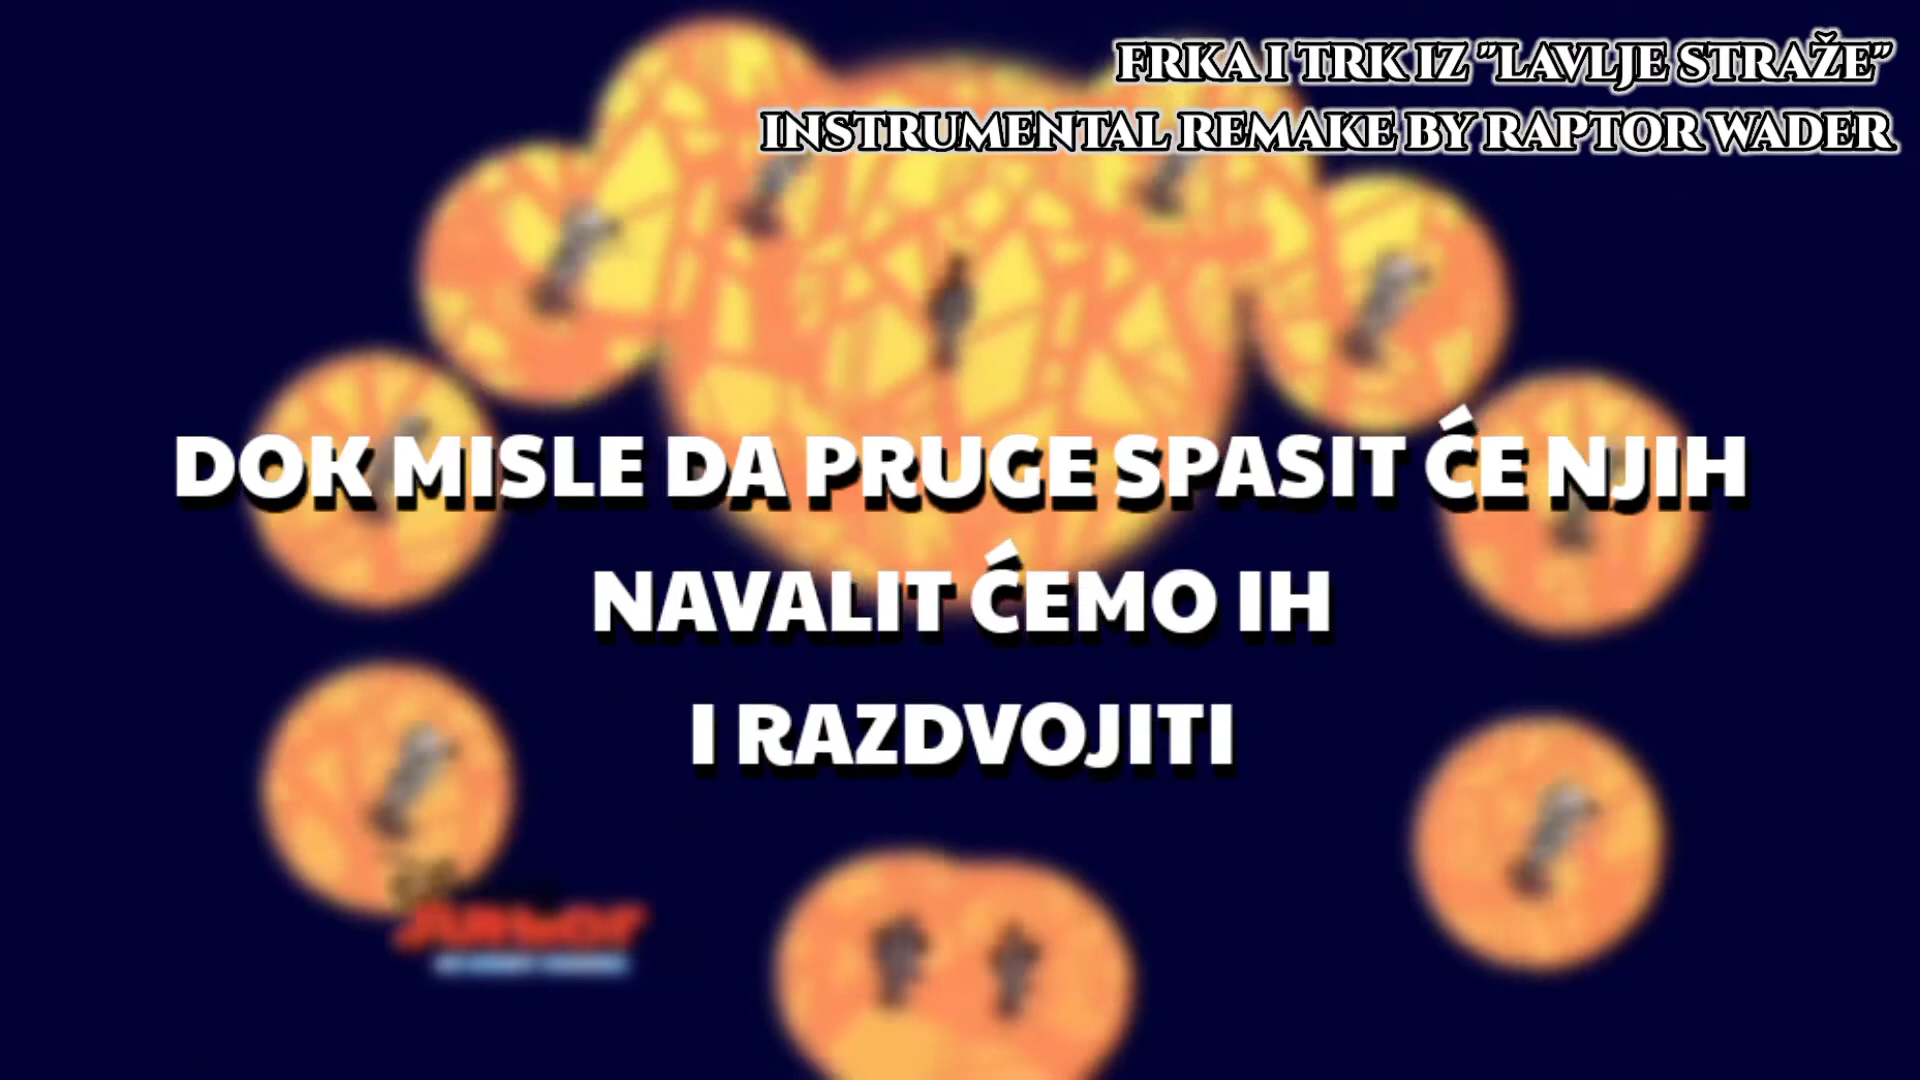 FRKA I TRK IZ "LAVLJE STRAŽE"
INSTRUMENTAL REMAKE BY RAPTOR WADER
DOK MISLE DA PRUGE SPASIT ĆE NJIH
NAVALIT ĆEMO IH
I RAZDVOJITI
JUNIOR